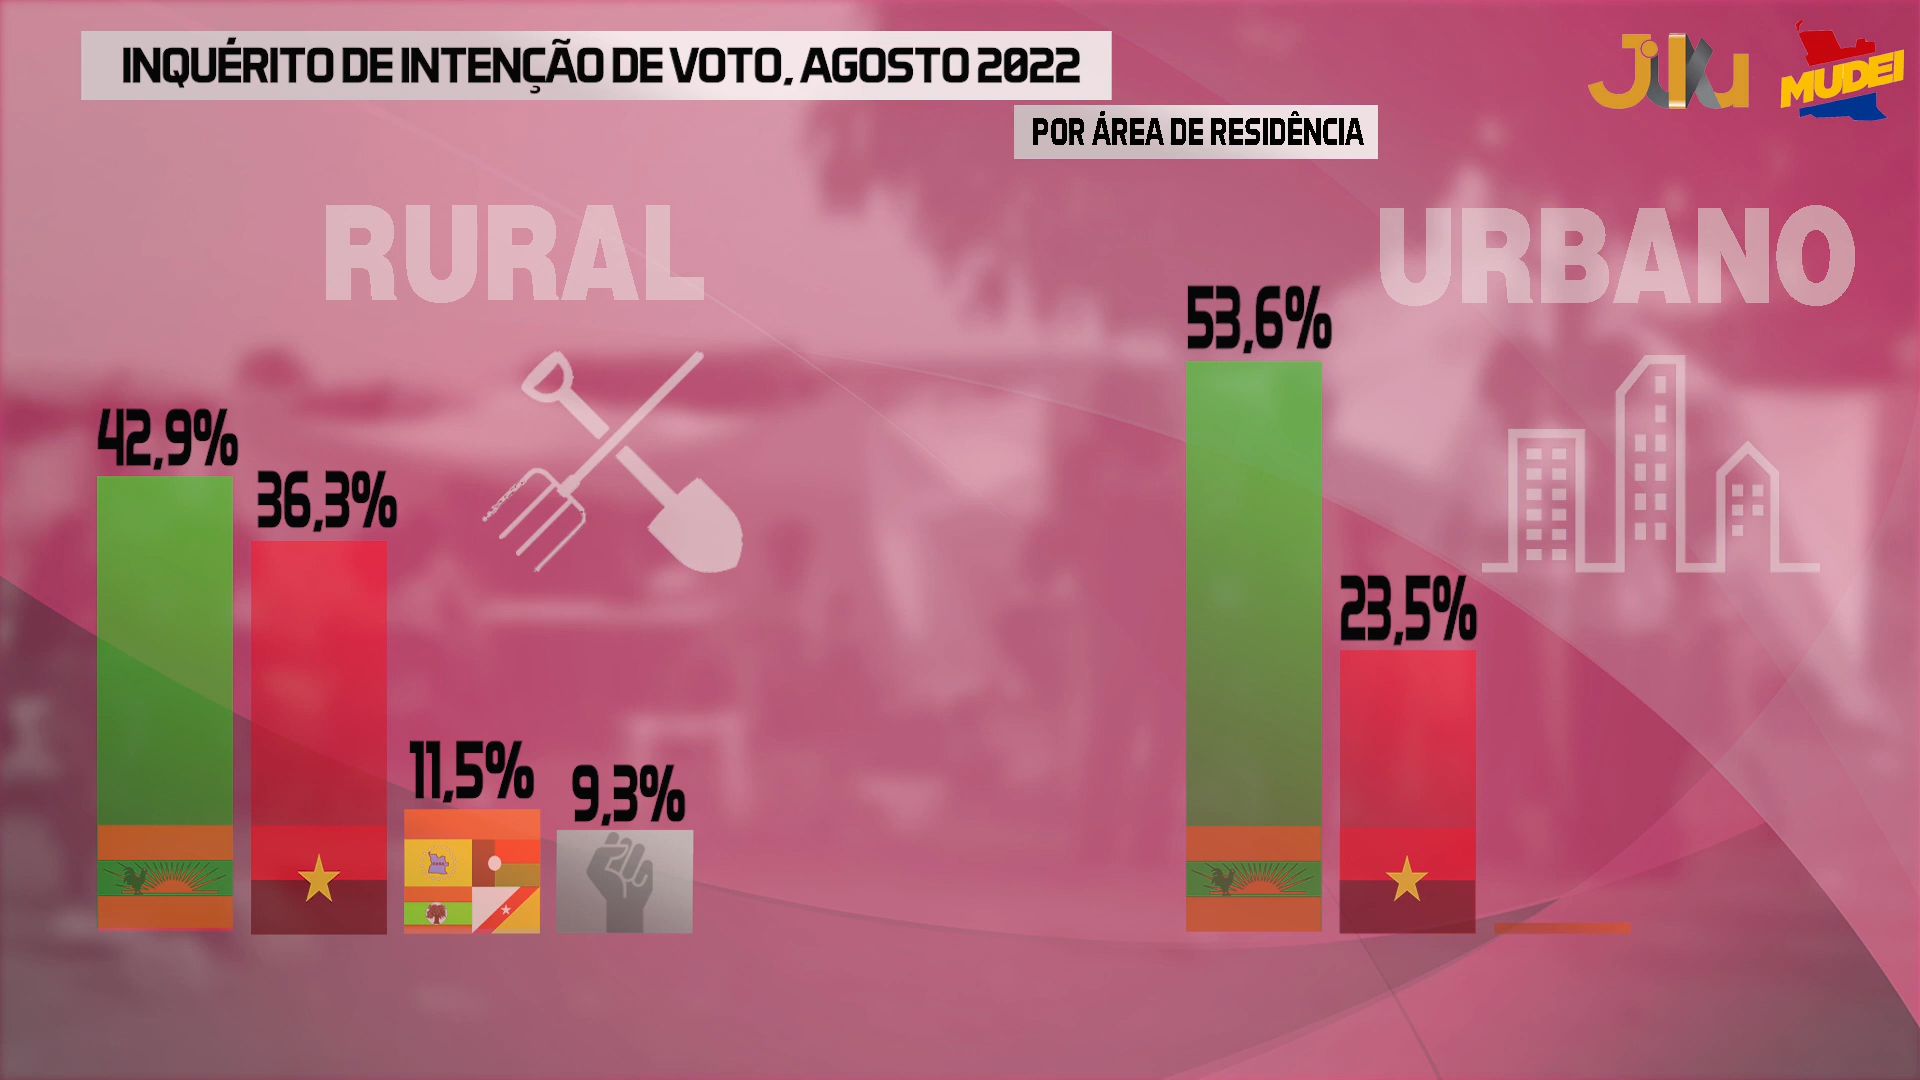 INQUÉRITO DE INTENÇÃO DE VOTO, AGOSTO 2022
JIKU
MUDEI
POR ÁREA DE RESIDÊNCIA
RURAL
42,9%
36,3%
11,5%
9,3%
URBANO
53,6%
23,5%